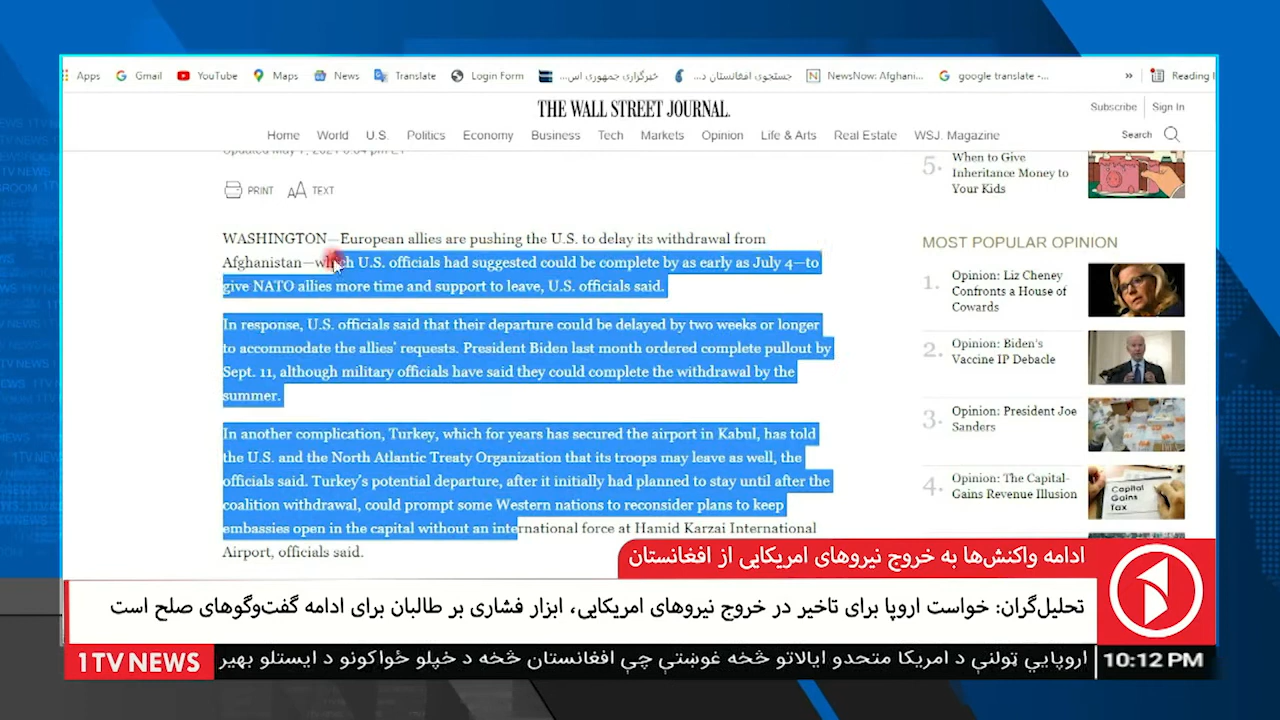 Apps Gmail YouTube Maps News Translate Login Form خبرگزاری جمهوری اس... جستجوی افغانستان د... NewsNow: Afghani... google translate -... » Reading
THE WALL STREET JOURNAL.
Subscribe Sign In
Home World U.S. Politics Economy Business Tech Markets Opinion Life & Arts Real Estate WSJ. Magazine
Search
PRINT TEXT
WASHINGTON—European allies are pushing the U.S. to delay its withdrawal from
Afghanistan—which U.S. officials had suggested could be complete by as early as July 4—to
give NATO allies more time and support to leave, U.S. officials said.
In response, U.S. officials said that their departure could be delayed by two weeks or longer
to accommodate the allies' requests. President Biden last month ordered complete pullout by
Sept. 11, although military officials have said they could complete the withdrawal by the
summer.
In another complication, Turkey, which for years has secured the airport in Kabul, has told
the U.S. and the North Atlantic Treaty Organization that its troops may leave as well, the
officials said. Turkey's potential departure, after it initially had planned to stay until after the
coalition withdrawal, could prompt some Western nations to reconsider plans to keep
embassies open in the capital without an international force at Hamid Karzai International
Airport, officials said.
5. When to Give
Inheritance Money to
Your Kids
MOST POPULAR OPINION
1. Opinion: Liz Cheney
Confronts a House of
Cowards
2. Opinion: Biden's
Vaccine IP Debacle
3. Opinion: President Joe
Sanders
4. Opinion: The Capital-
Gains Revenue Illusion
Capital
Gains
Tax
ادامه واکنش‌ها به خروج نیروهای امریکایی از افغانستان
تحلیل‌گران: خواست اروپا برای تاخیر در خروج نیروهای امریکایی، ابزار فشاری بر طالبان برای ادامه گفت‌وگوهای صلح است
1TV NEWS
اروپايي ټولنې د امریکا متحدو ایالاتو څخه غوښتي چې افغانستان څخه د خپلو ځواکونو د ایستلو بهیر
10:12 PM